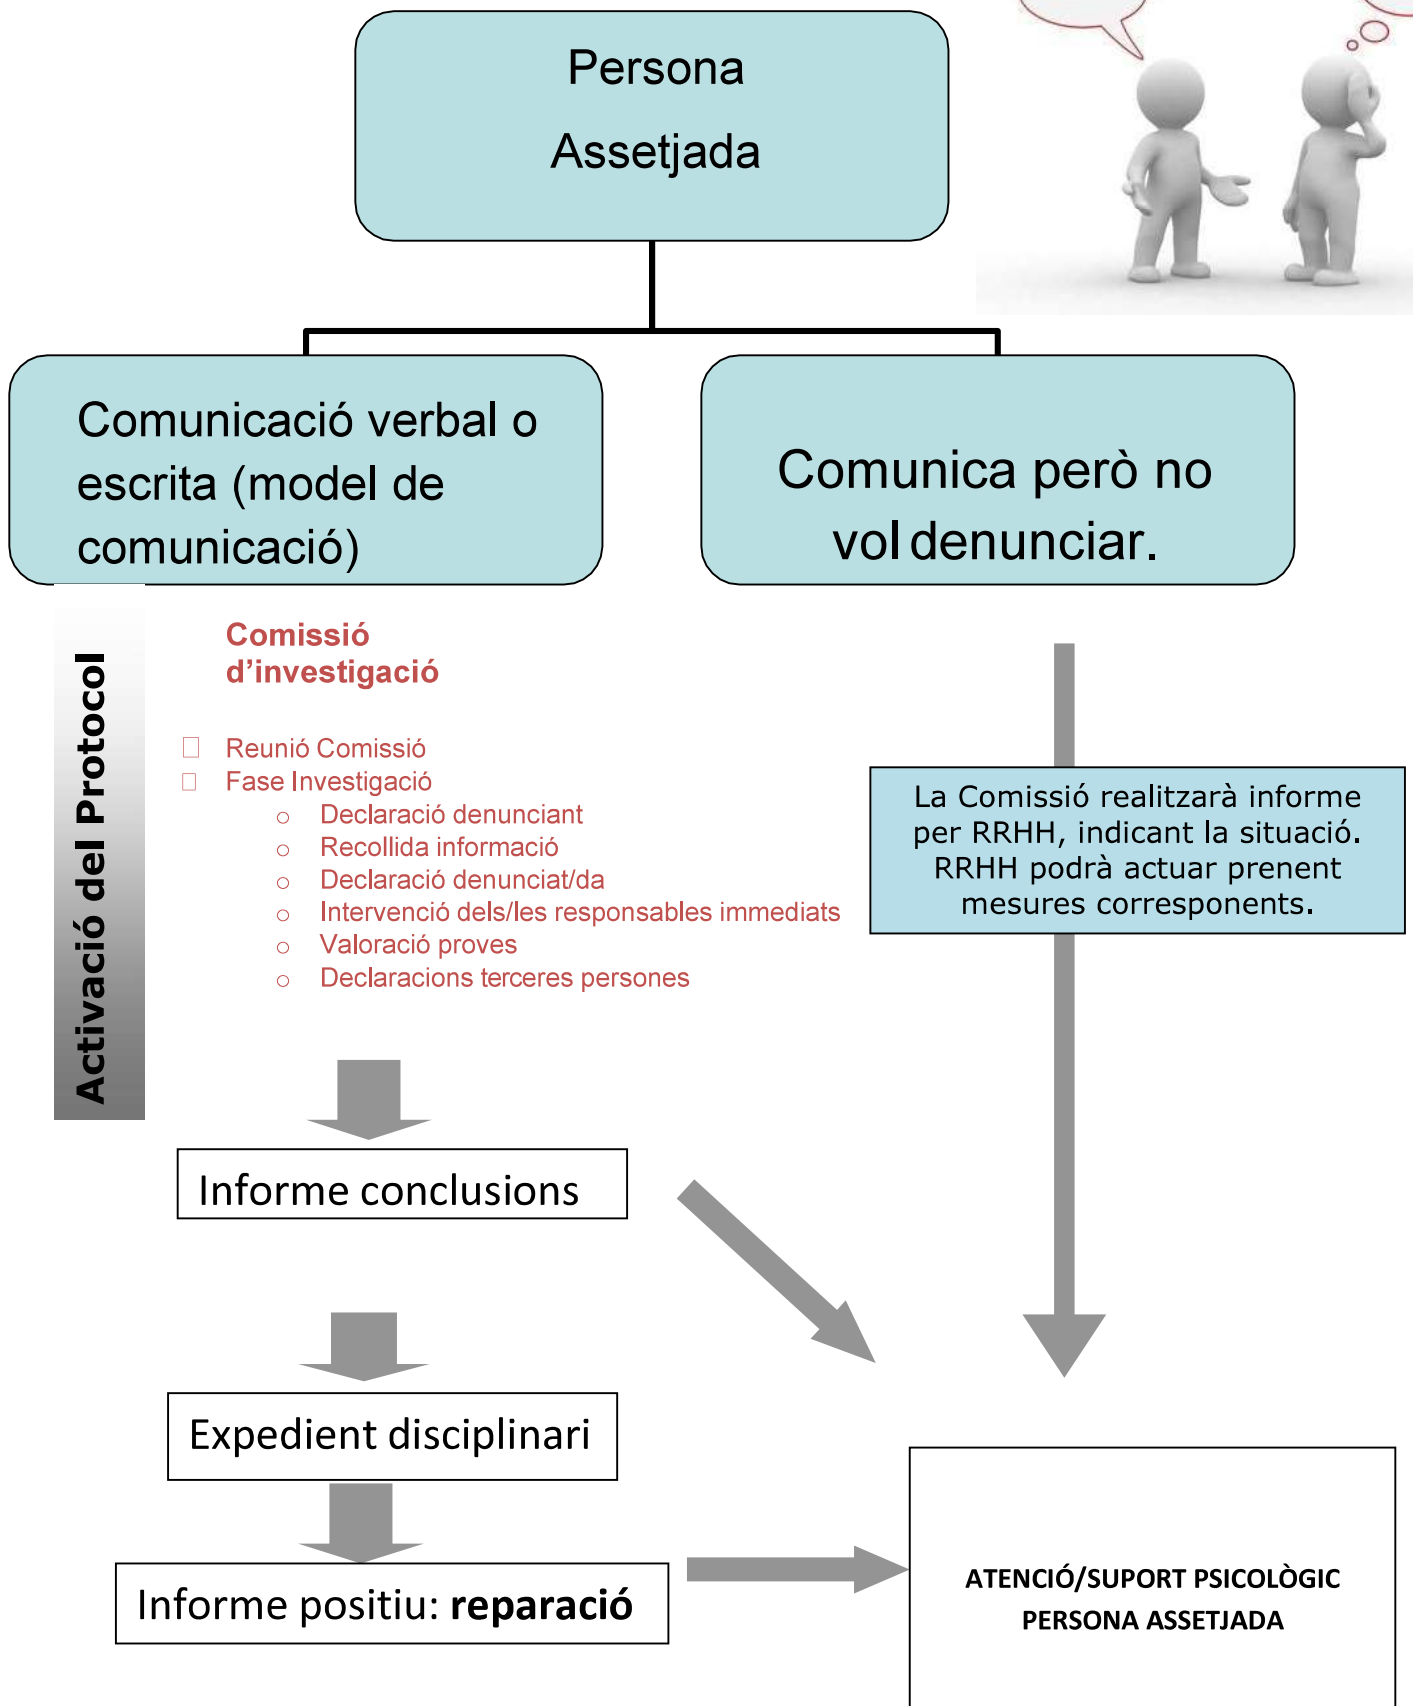 Persona
Assetjada
Comunicació verbal o
escrita (model de
comunicació)
Comunica però no
vol denunciar.
Activació del Protocol
Comissió
d’investigació
Reunió Comissió
Fase Investigació
o Declaració denunciant
o Recollida informació
o Declaració denunciat/da
o Intervenció dels/les responsables immediats
o Valoració proves
o Declaracions terceres persones
La Comissió realitzarà informe
per RRHH, indicant la situació.
RRHH podrà actuar prenent
mesures corresponents.
Informe conclusions
Expedient disciplinari
Informe positiu: reparació
ATENCIÓ/SUPORT PSICOLÒGIC
PERSONA ASSETJADA